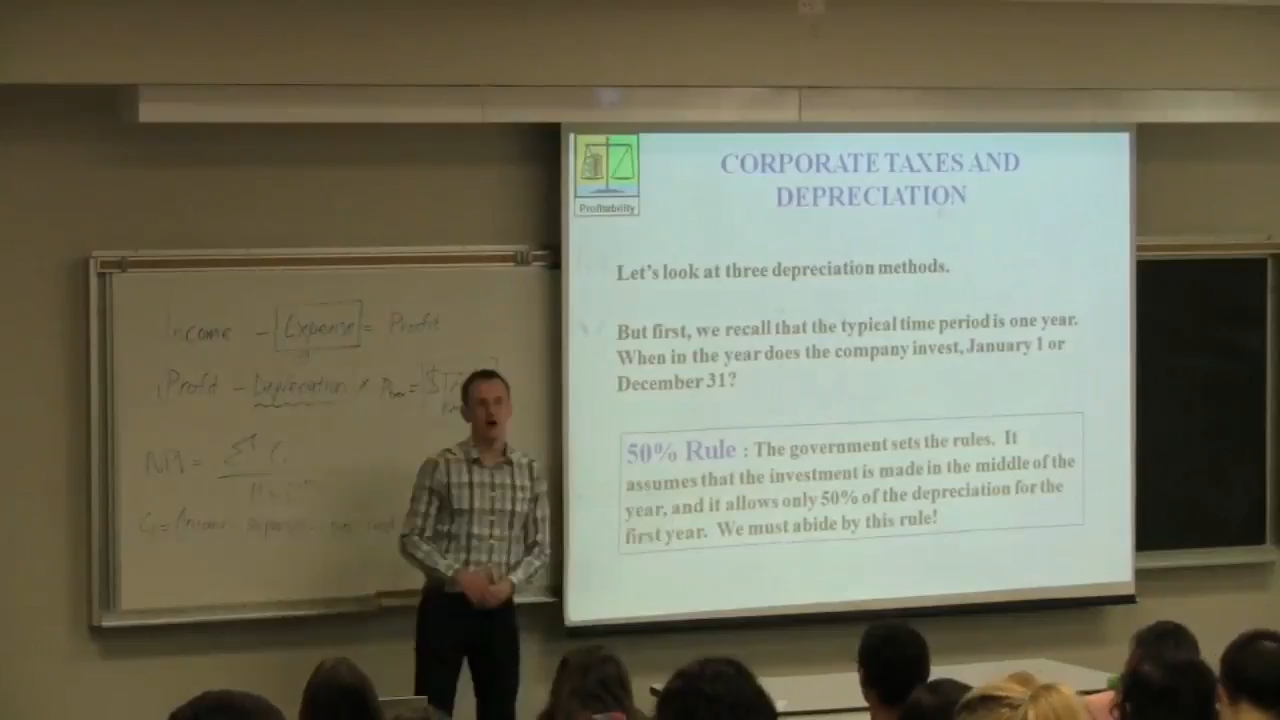 Profitability
CORPORATE TAXES AND
DEPRECIATION
Let's look at three depreciation methods.
But first, we recall that the typical time period is one year.
When in the year does the company invest, January 1 or
December 31?
50% Rule : The government sets the rules. It
assumes that the investment is made in the middle of the
year, and it allows only 50% of the depreciation for the
first year. We must abide by this rule!
Income - Expense = Profit
Profit - Depreciation
NPV =